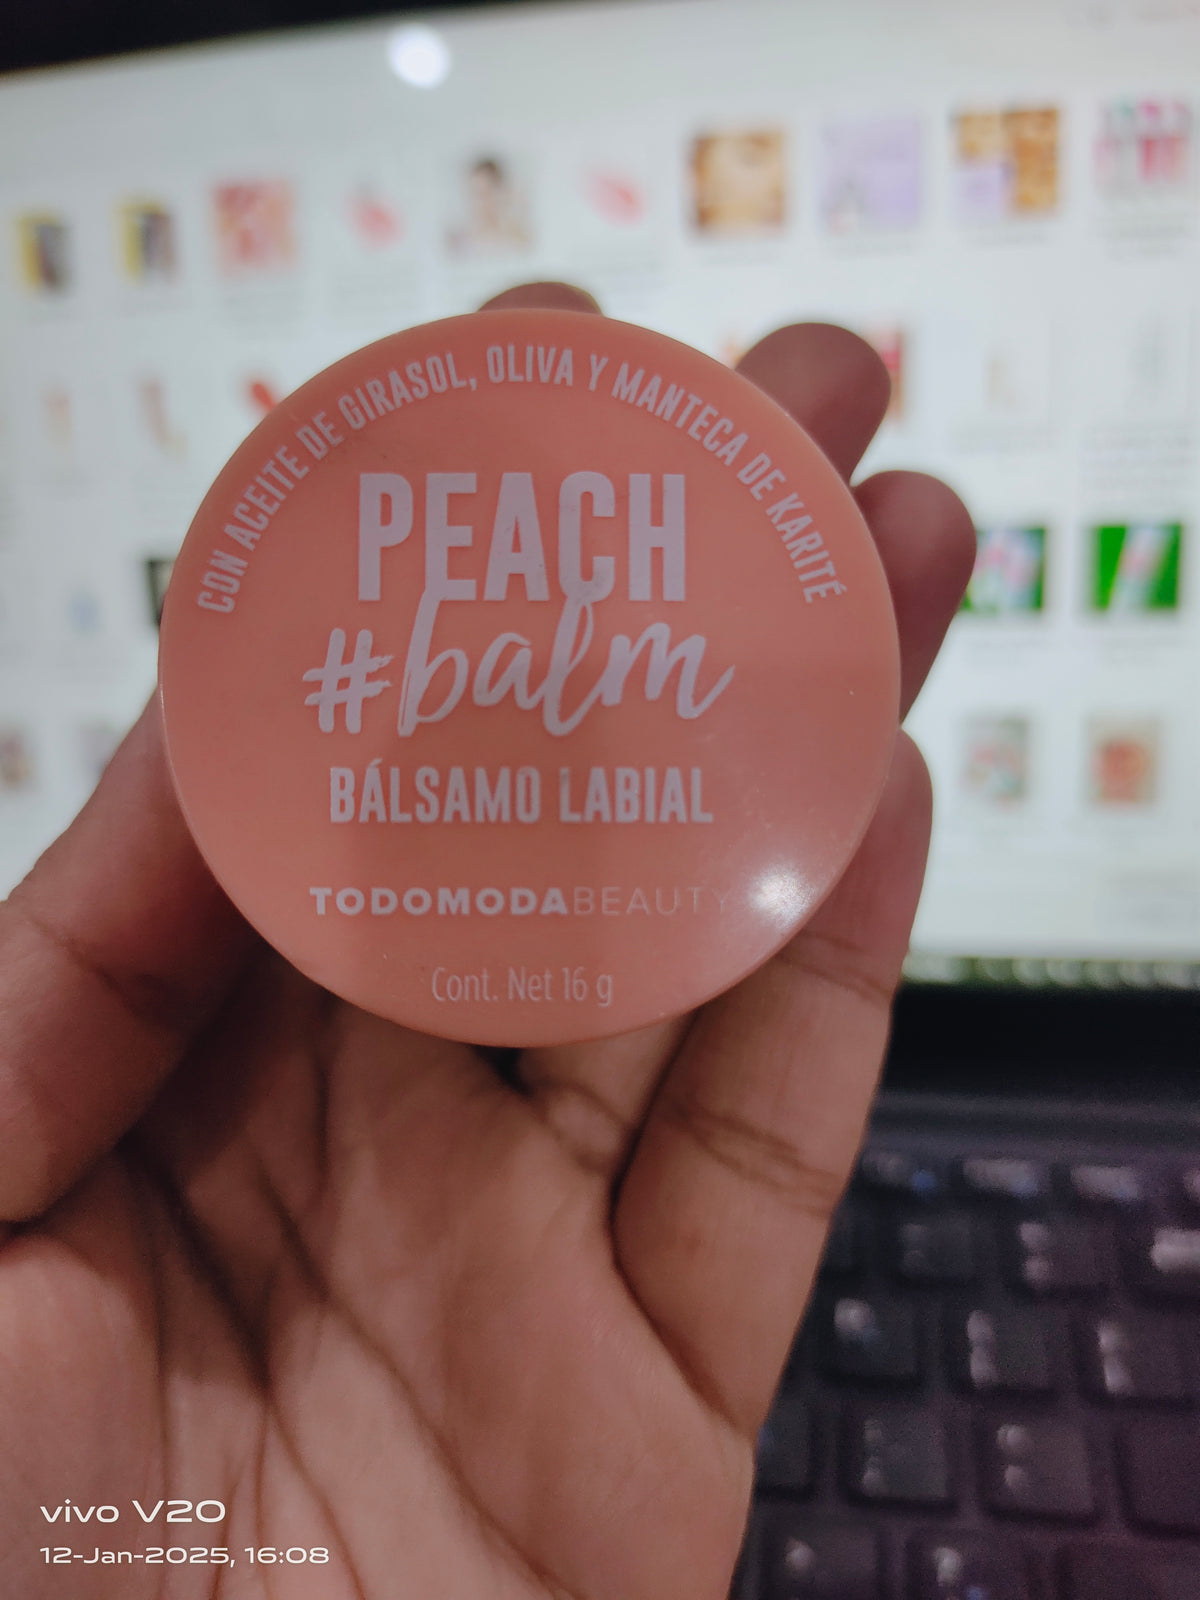 CON ACEITE DE GIRASOL, OLIVA Y MANTECA DE KARITÉ
PEACH
#balm
BÁLSAMO LABIAL
TODOMODABEAUTY
Cont. Net 16 g
vivo V20
12-Jan-2025, 16:08